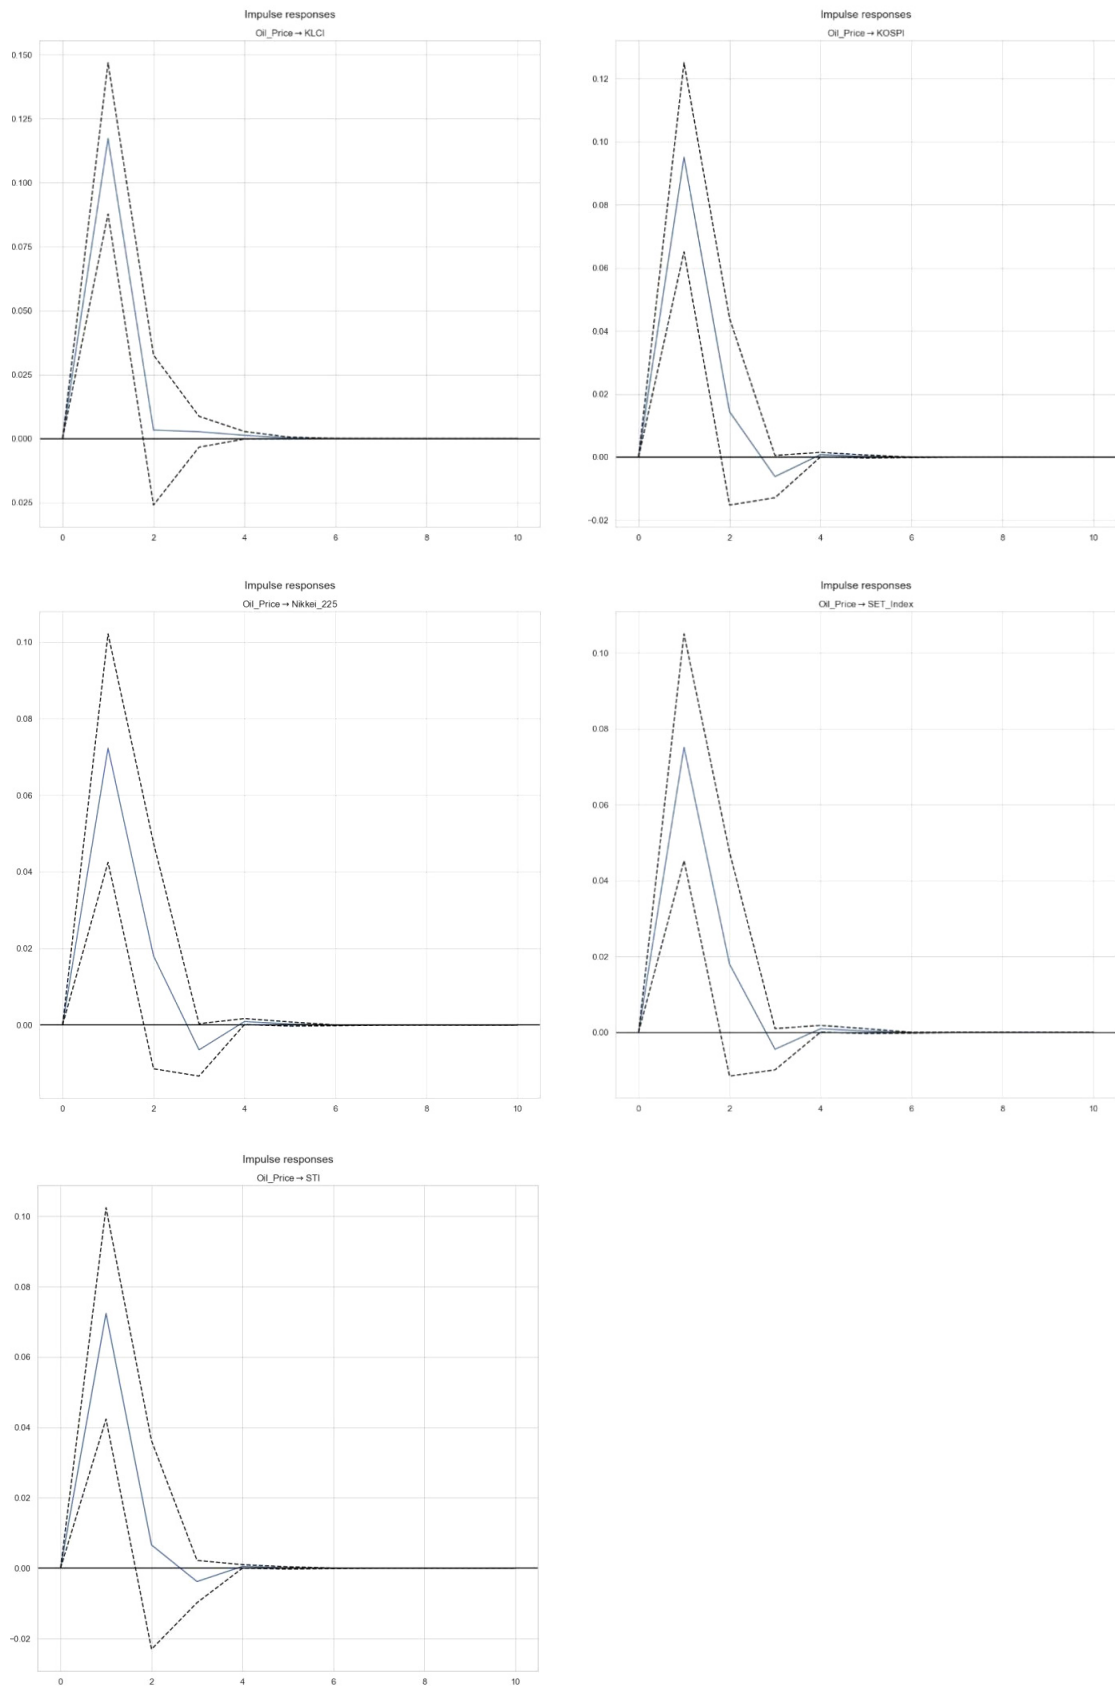 Impulse responses
Oil_Price → KLCI
0.150
0.125
0.100
0.075
0.050
0.025
0.000
0.025
0 2 4 6 8 10
Impulse responses
Oil_Price → KOSPI
0.12
0.10
0.08
0.06
0.04
0.02
0.00
−0.02
0 2 4 6 8 10
Impulse responses
Oil_Price → Nikkei_225
0.10
0.08
0.06
0.04
0.02
0.00
0 2 4 6 8 10
Impulse responses
Oil_Price → SET_Index
0.10
0.08
0.06
0.04
0.02
0.00
0 2 4 6 8 10
Impulse responses
Oil_Price → STI
0.10
0.08
0.06
0.04
0.02
0.00
−0.02
0 2 4 6 8 10